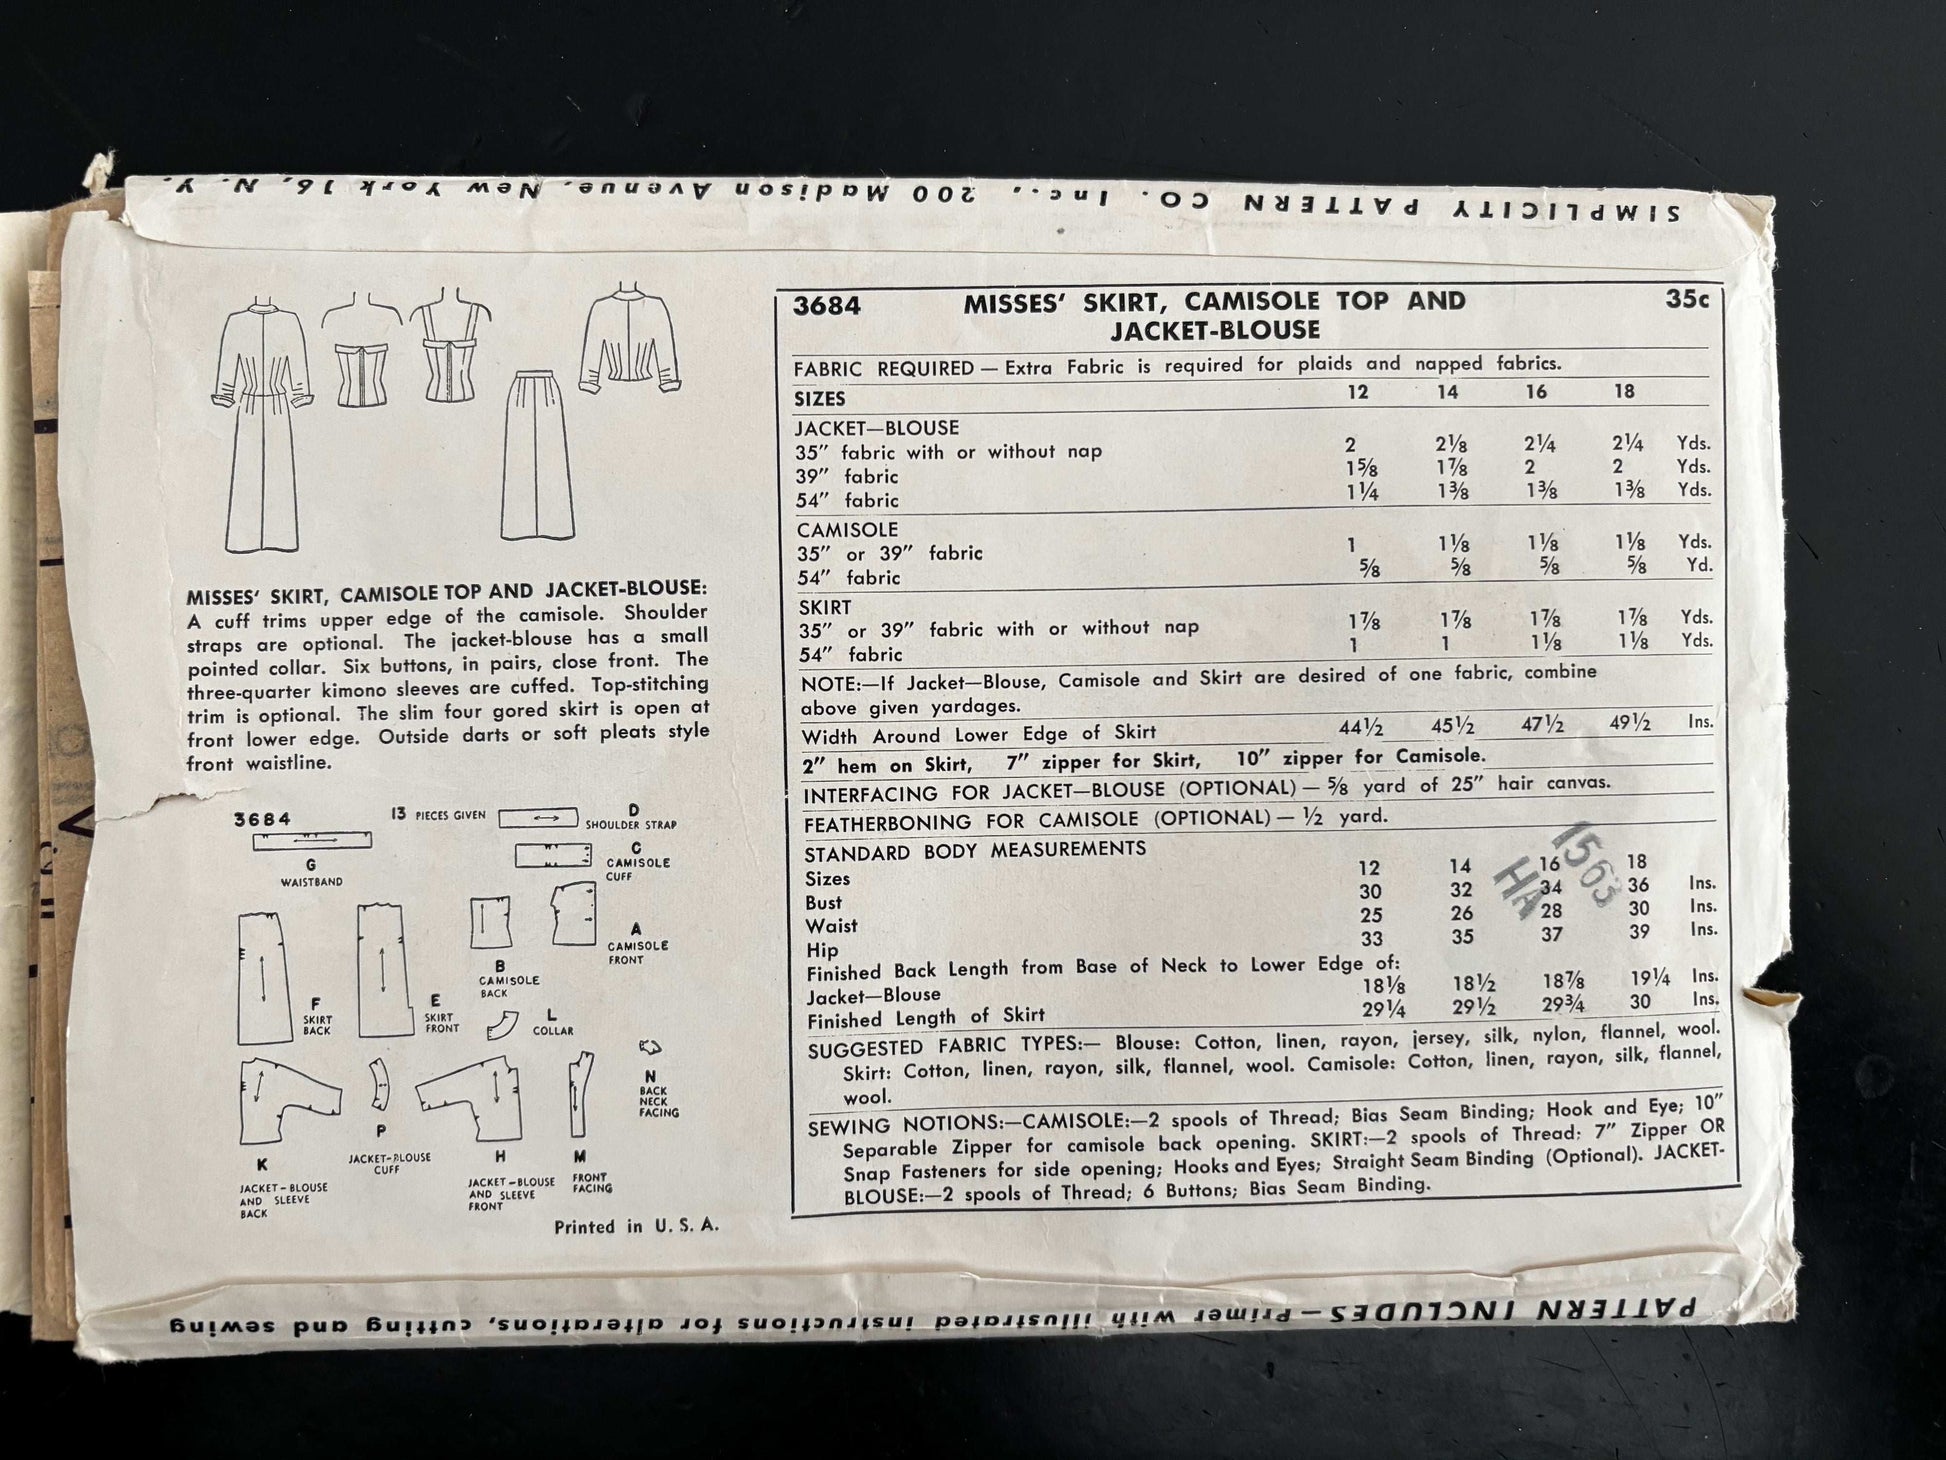 SIMPLICITY PATTERN CO. Inc., 200 Madison Avenue, New York 16, N. Y.
MISSES' SKIRT, CAMISOLE TOP AND JACKET-BLOUSE:
A cuff trims upper edge of the camisole. Shoulder
straps are optional. The jacket-blouse has a small
pointed collar. Six buttons, in pairs, close front. The
three-quarter kimono sleeves are cuffed. Top-stitching
trim is optional. The slim four gored skirt is open at
front lower edge. Outside darts or soft pleats style
front waistline.
3684 13 PIECES GIVEN
D
SHOULDER STRAP
G
WAISTBAND
C
CAMISOLE
CUFF
A
CAMISOLE
FRONT
B
CAMISOLE
BACK
F
SKIRT
BACK
E
SKIRT
FRONT
L
COLLAR
N
BACK
NECK
FACING
K
JACKET-BLOUSE
AND SLEEVE
BACK
P
JACKET-BLOUSE
CUFF
H
JACKET-BLOUSE
AND SLEEVE
FRONT
M
FRONT
FACING
Printed in U. S. A.
3684 MISSES' SKIRT, CAMISOLE TOP AND 35c
JACKET-BLOUSE
FABRIC REQUIRED — Extra Fabric is required for plaids and napped fabrics.
SIZES 12 14 16 18
JACKET—BLOUSE
35" fabric with or without nap 2 2⅛ 2¼ 2¼ Yds.
39" fabric 1⅝ 1⅞ 2 2 Yds.
54" fabric 1¼ 1⅜ 1⅜ 1⅜ Yds.
CAMISOLE
35" or 39" fabric 1 1⅛ 1⅛ 1⅛ Yds.
54" fabric ⅝ ⅝ ⅝ ⅝ Yd.
SKIRT
35" or 39" fabric with or without nap 1⅞ 1⅞ 1⅞ 1⅞ Yds.
54" fabric 1 1 1⅛ 1⅛ Yds.
NOTE:—If Jacket—Blouse, Camisole and Skirt are desired of one fabric, combine
above given yardages.
Width Around Lower Edge of Skirt 44½ 45½ 47½ 49½ Ins.
2" hem on Skirt, 7" zipper for Skirt, 10" zipper for Camisole.
INTERFACING FOR JACKET—BLOUSE (OPTIONAL) — ⅝ yard of 25" hair canvas.
FEATHERBONING FOR CAMISOLE (OPTIONAL) — ½ yard.
STANDARD BODY MEASUREMENTS
Sizes 12 14 16 18
Bust 30 32 34 36 Ins.
Waist 25 26 28 30 Ins.
Hip 33 35 37 39 Ins.
Finished Back Length from Base of Neck to Lower Edge of:
Jacket—Blouse 18⅛ 18½ 18⅞ 19¼ Ins.
Finished Length of Skirt 29¼ 29½ 29¾ 30 Ins.
1563
HA
SUGGESTED FABRIC TYPES:— Blouse: Cotton, linen, rayon, jersey, silk, nylon, flannel, wool.
Skirt: Cotton, linen, rayon, silk, flannel, wool. Camisole: Cotton, linen, rayon, silk, flannel,
wool.
SEWING NOTIONS:—CAMISOLE:—2 spools of Thread; Bias Seam Binding; Hook and Eye; 10"
Separable Zipper for camisole back opening. SKIRT:—2 spools of Thread; 7" Zipper OR
Snap Fasteners for side opening; Hooks and Eyes; Straight Seam Binding (Optional). JACKET-
BLOUSE:—2 spools of Thread; 6 Buttons; Bias Seam Binding.
PATTERN INCLUDES—Primer with illustrated instructions for alterations, cutting and sewing